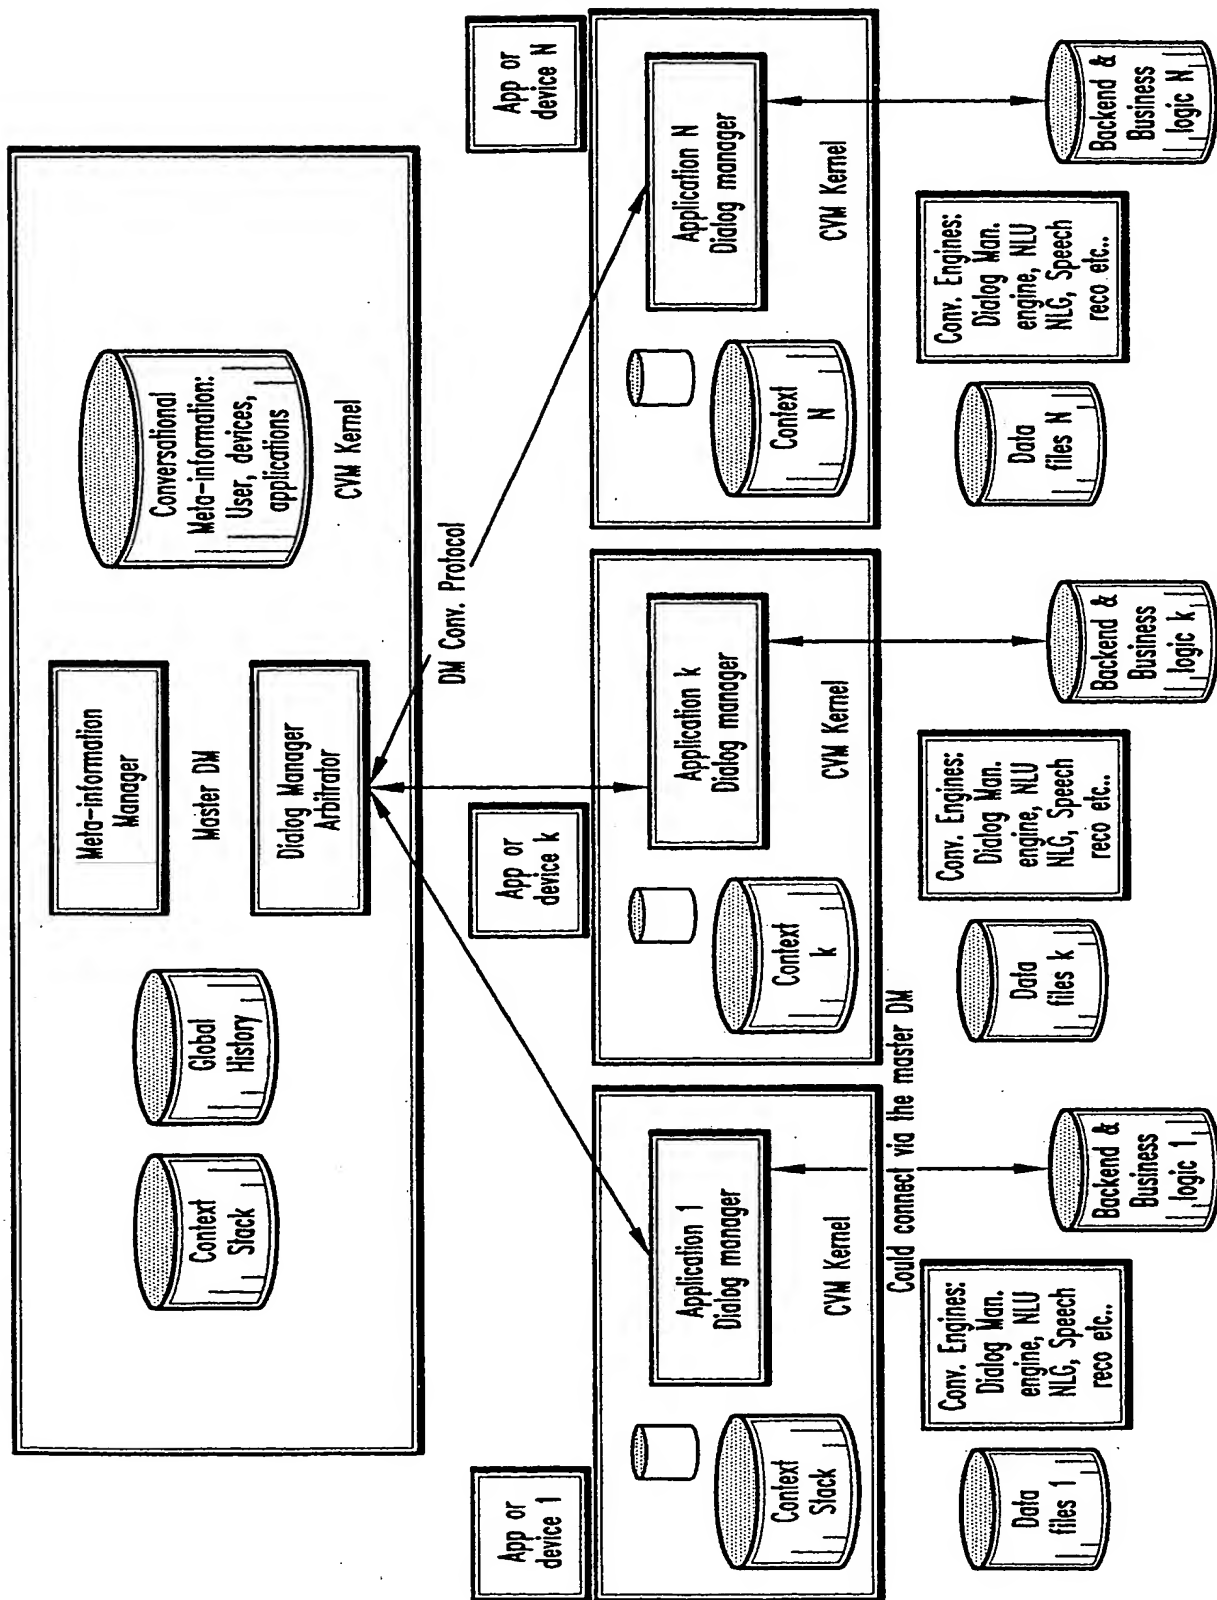 Context
Stack
Global
History
Meta-information
Manager
Master DM
Dialog Manager
Arbitrator
Conversational
Meta-information:
User, devices,
applications
CVM Kernel
DM Conv. Protocol
App or
device 1
Application 1
Dialog manager
Context
Stack
CVM Kernel
App or
device k
Application k
Dialog manager
Context
k
CVM Kernel
App or
device N
Application N
Dialog manager
Context
N
CVM Kernel
Could connect via the master DM
Data
files 1
Conv. Engines:
Dialog Man.
engine, NLU
NLG, Speech
reco etc..
Backend &
Business
logic 1
Data
files k
Conv. Engines:
Dialog Man.
engine, NLU
NLG, Speech
reco etc..
Backend &
Business
logic k
Data
files N
Conv. Engines:
Dialog Man.
engine, NLU
NLG, Speech
reco etc..
Backend &
Business
logic N